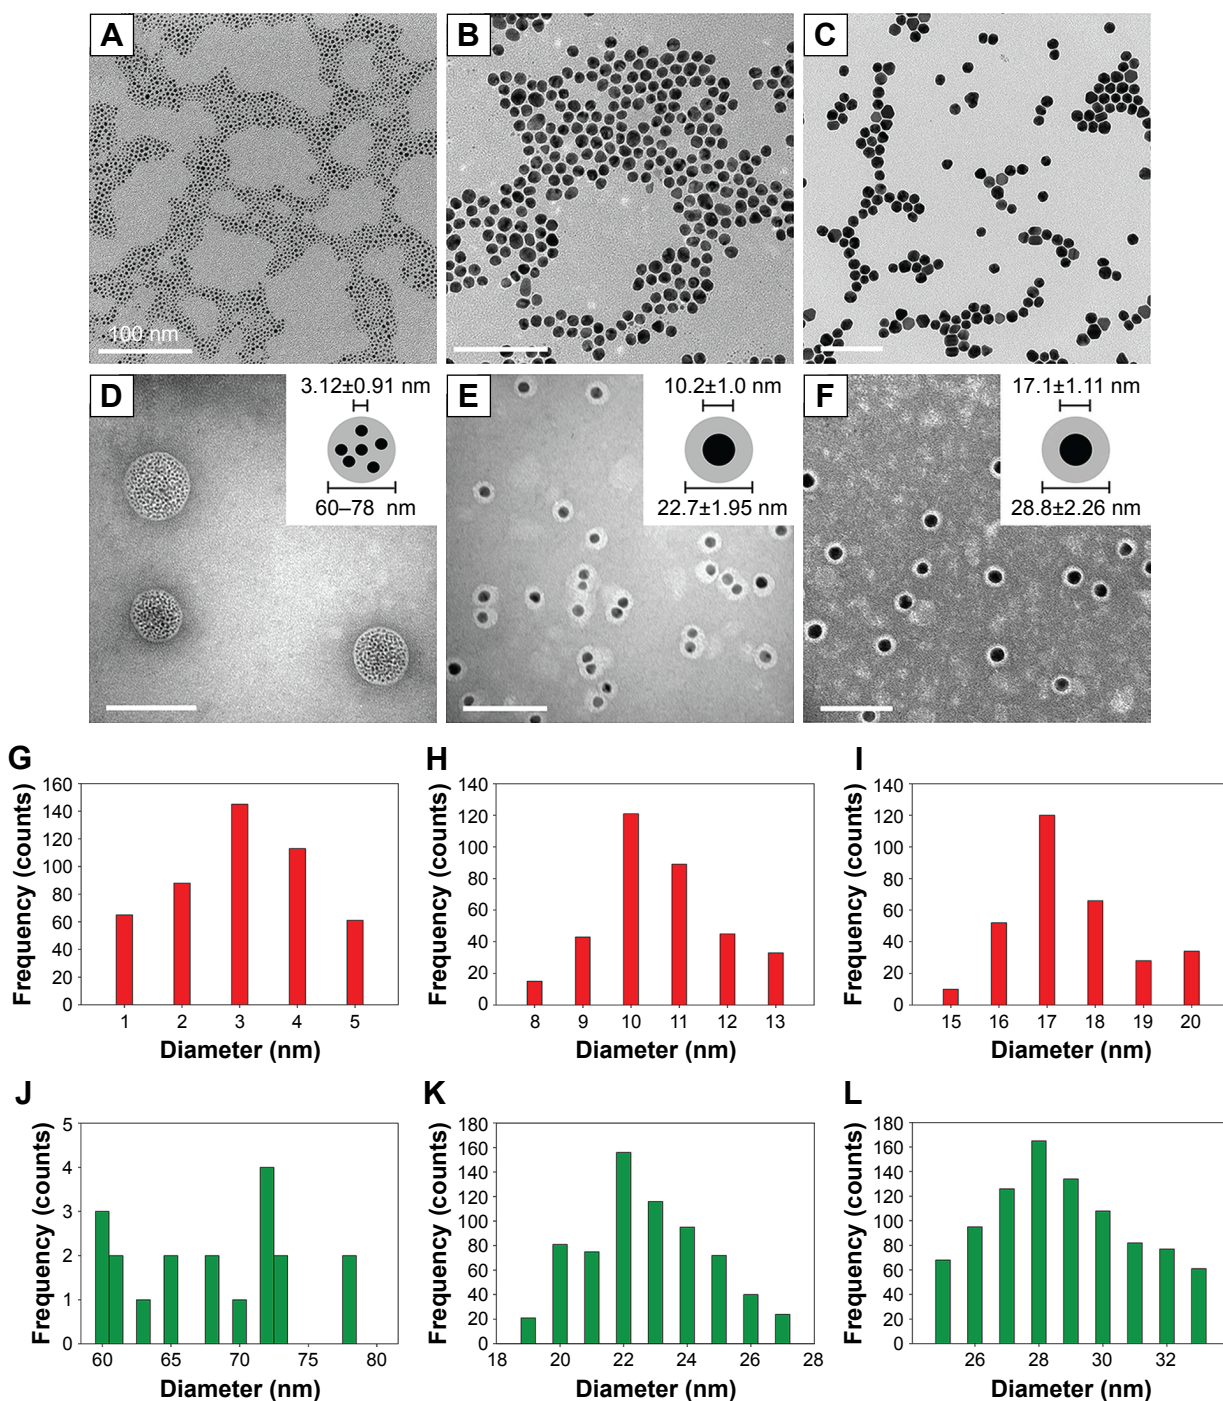 A
B
C
100 nm
D
3.12±0.91 nm
60–78 nm
E
10.2±1.0 nm
22.7±1.95 nm
F
17.1±1.11 nm
28.8±2.26 nm
G
Frequency (counts)
160
140
120
100
80
60
40
20
0
1 2 3 4 5
Diameter (nm)
H
Frequency (counts)
140
120
100
80
60
40
20
0
8 9 10 11 12 13
Diameter (nm)
I
Frequency (counts)
140
120
100
80
60
40
20
0
15 16 17 18 19 20
Diameter (nm)
J
Frequency (counts)
5
4
3
2
1
0
60 65 70 75 80
Diameter (nm)
K
Frequency (counts)
180
160
140
120
100
80
60
40
20
0
18 20 22 24 26 28
Diameter (nm)
L
Frequency (counts)
180
160
140
120
100
80
60
40
20
0
26 28 30 32
Diameter (nm)